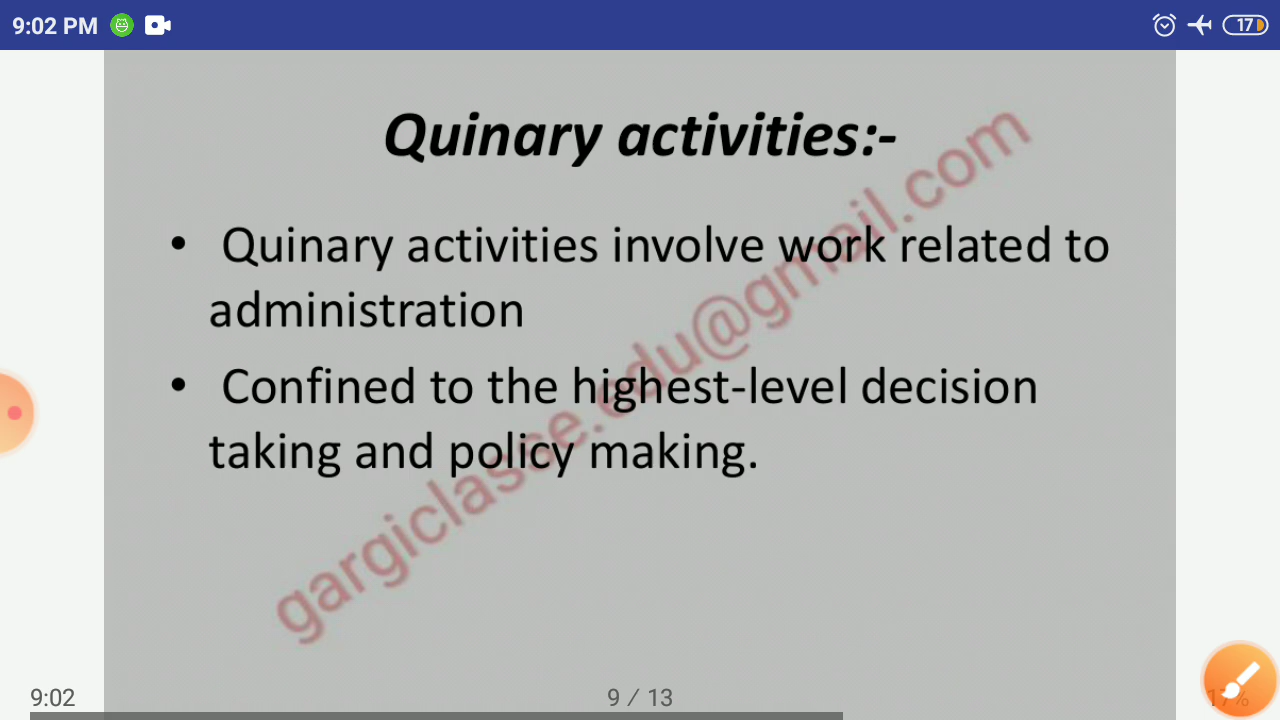 9:02 PM
17
Quinary activities:-
• Quinary activities involve work related to
administration
• Confined to the highest-level decision
taking and policy making.
gargiclasse.edu@gmail.com
9:02
9 / 13
17%